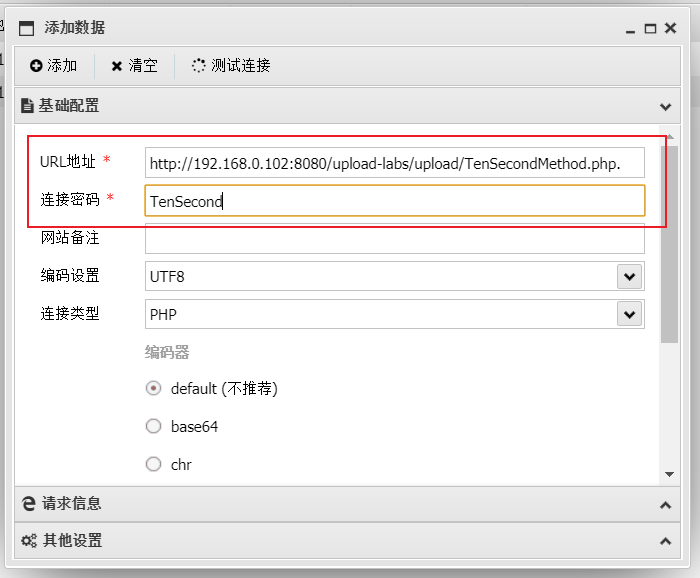 添加数据
添加 清空 测试连接
基础配置
URL地址 * http://192.168.0.102:8080/upload-labs/upload/TenSecondMethod.php.
连接密码 * TenSecond
网站备注
编码设置 UTF8
连接类型 PHP
编码器
default (不推荐)
base64
chr
请求信息
其他设置